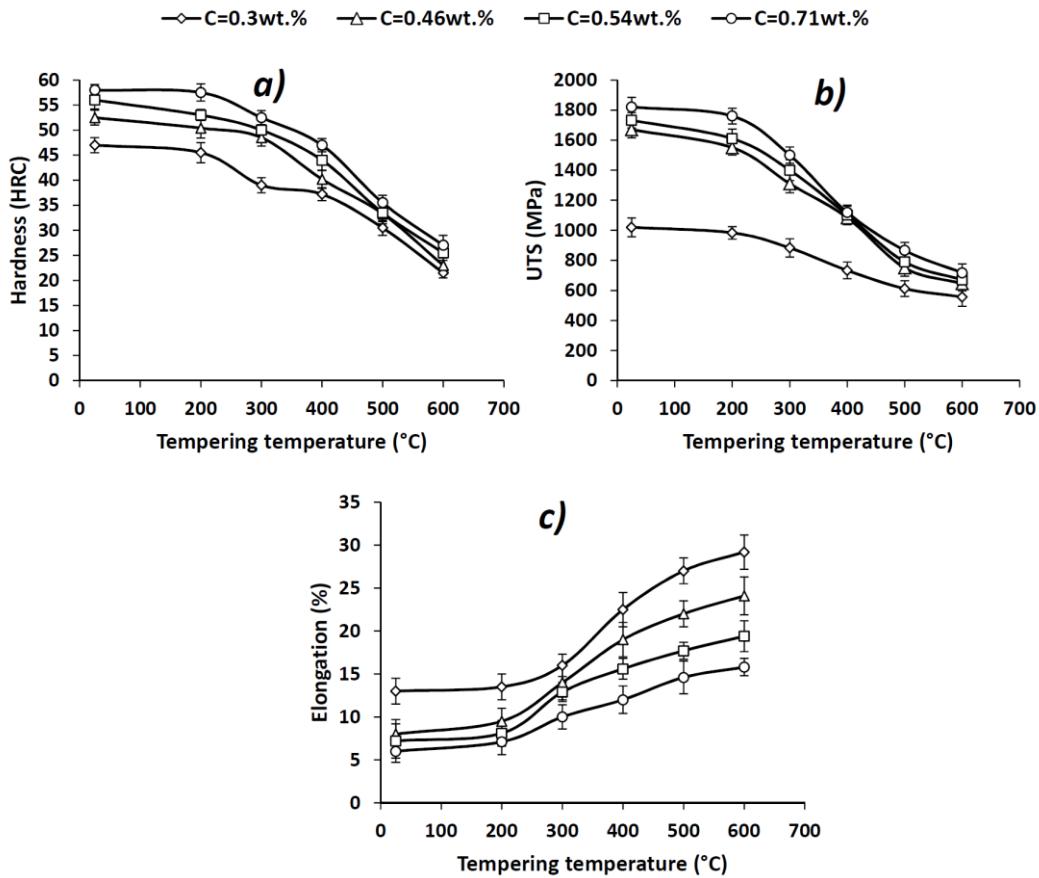 C=0.3wt.% C=0.46wt.% C=0.54wt.% C=0.71wt.%
a)
Hardness (HRC)
60
55
50
45
40
35
30
25
20
15
10
5
0
0 100 200 300 400 500 600 700
Tempering temperature (°C)
b)
UTS (MPa)
2000
1800
1600
1400
1200
1000
800
600
400
200
0
0 100 200 300 400 500 600 700
Tempering temperature (°C)
c)
Elongation (%)
35
30
25
20
15
10
5
0
0 100 200 300 400 500 600 700
Tempering temperature (°C)